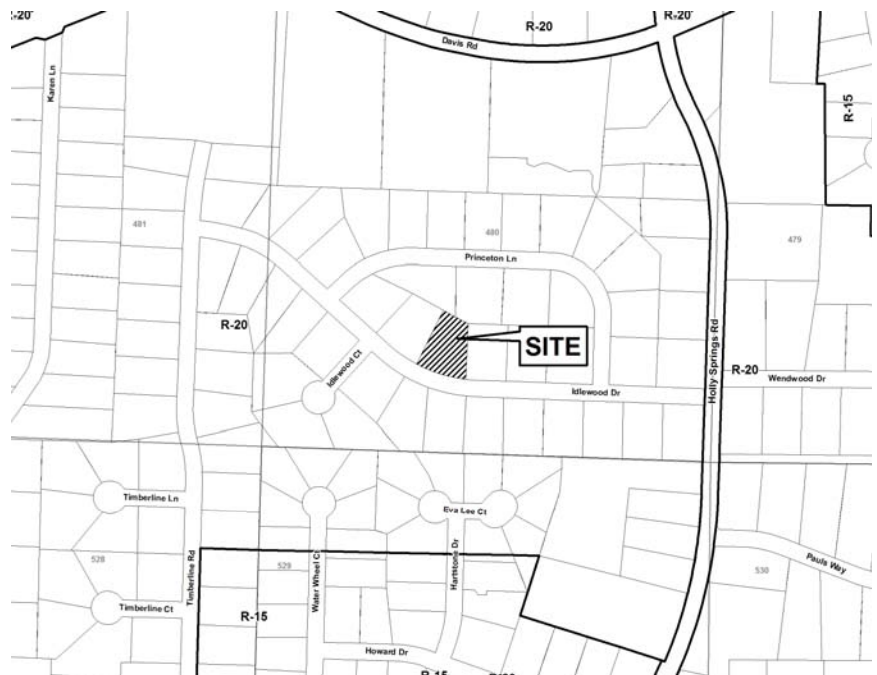 R-20
R-20
R-20
Davis Rd
Karen Ln
R-15
481
480
479
Princeton Ln
R-20
SITE
Idlewood Ct
Holly Springs Rd
R-20
Wendwood Dr
Idlewood Dr
Timberline Ln
Eva Lee Ct
528
529
530
Pauls Way
Timberline Rd
Water Wheel Ct
Hartstone Dr
Timberline Ct
R-15
Howard Dr
R-15